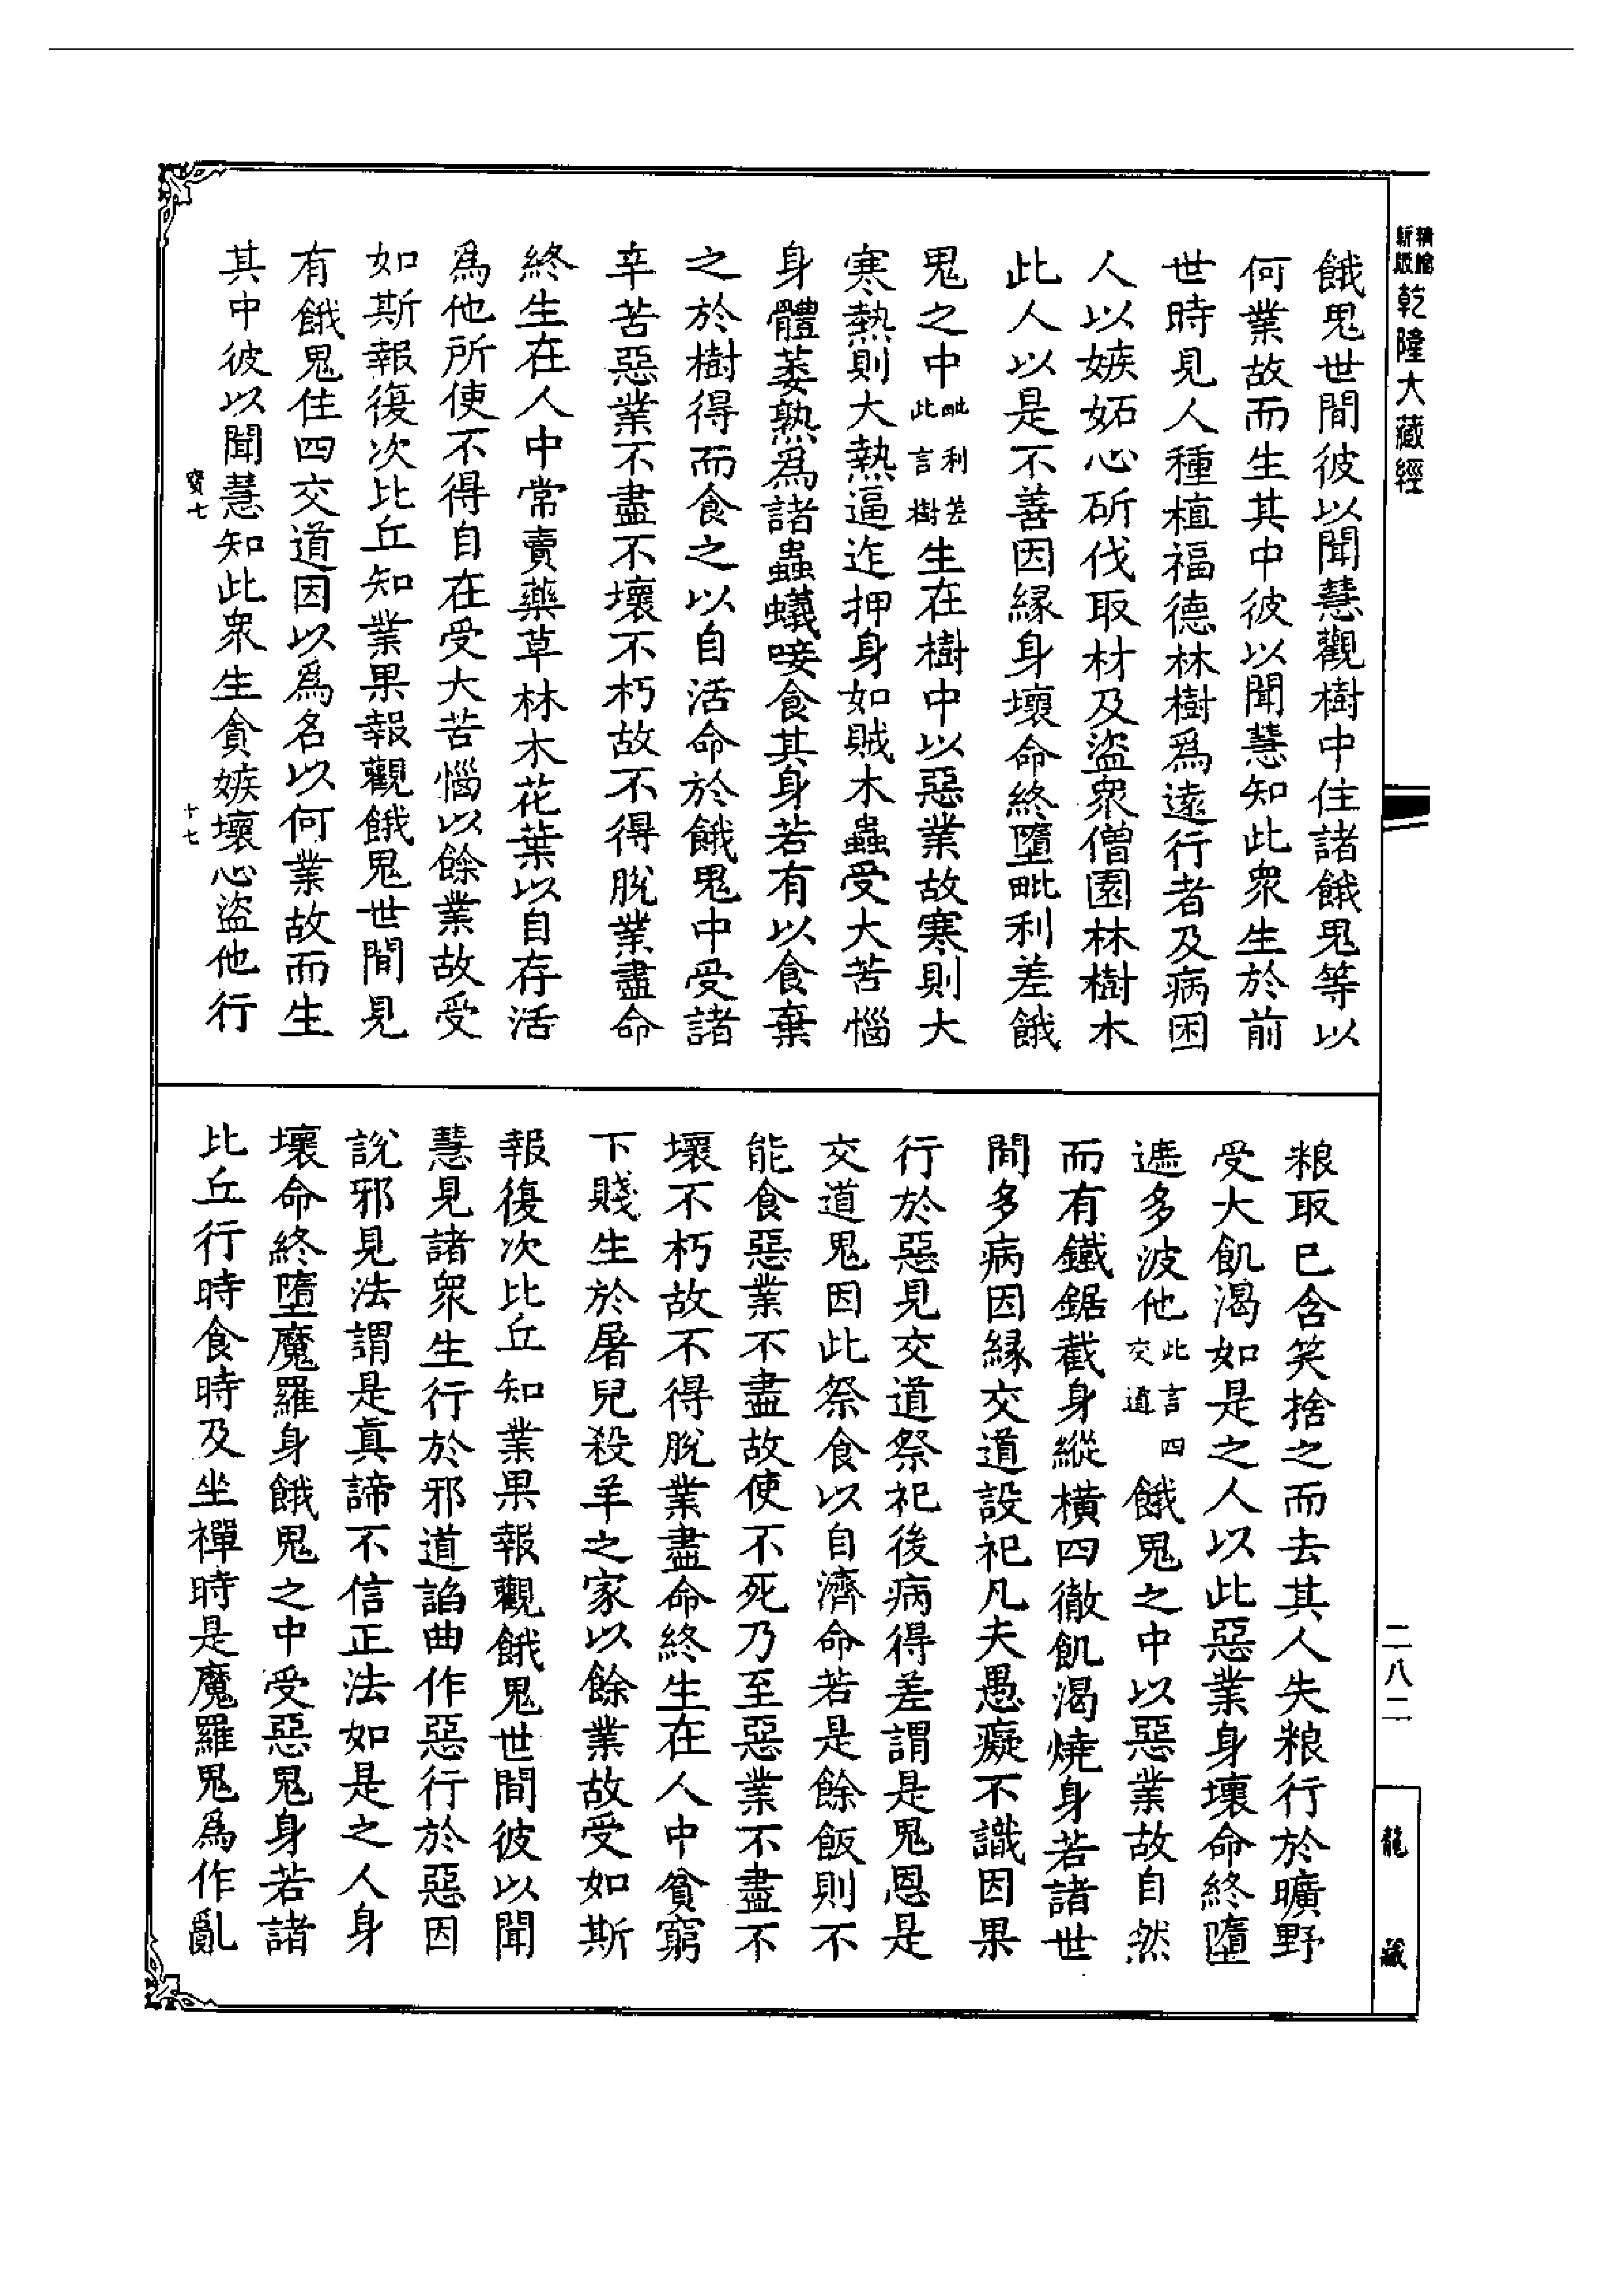 精繪
新版
乾隆大藏經
餓鬼世間彼以聞慧觀樹中住諸餓鬼等以
何業故而生其中彼以聞慧知此衆生於前
世時見人種植福德林樹爲遠行者及病困
人以嫉妬心斫伐取材及盜衆僧園林樹木
此人以是不善因緣身壞命終墮毗利差餓
鬼之中毗利差此言樹生在樹中以惡業故寒則大
寒熱則大熱逼迮押身如賊木蟲受大苦惱
身體萎熟爲諸蟲蟻唼食其身若有以食棄
之於樹得而食之以自活命於餓鬼中受諸
辛苦惡業不盡不壞不朽故不得脫業盡命
終生在人中常賣藥草林木花葉以自存活
爲他所使不得自在受大苦惱以餘業故受
如斯報復次比丘知業果報觀餓鬼世間見
有餓鬼住四交道因以爲名以何業故而生
其中彼以聞慧知此衆生貪嫉壞心盜他行
寶七 十七
粮取已含笑捨之而去其人失粮行於曠野
受大飢渴如是之人以此惡業身壞命終墮
遮多波他此言四交道餓鬼之中以惡業故自然
而有鐵鋸截身縱橫四徹飢渴燒身若諸世
間多病因緣交道設祀凡夫愚癡不識因果
行於惡見交道祭祀後病得差謂是鬼恩是
交道鬼因此祭食以自濟命若是餘飯則不
能食惡業不盡故使不死乃至惡業不盡不
壞不朽故不得脫業盡命終生在人中貧窮
下賤生於屠兒殺羊之家以餘業故受如斯
報復次比丘知業果報觀餓鬼世間彼以聞
慧見諸衆生行於邪道諂曲作惡行於惡因
說邪見法謂是眞諦不信正法如是之人身
壞命終墮魔羅身餓鬼之中受惡鬼身若諸
比丘行時食時及坐禪時是魔羅鬼爲作亂
二八二
龍藏